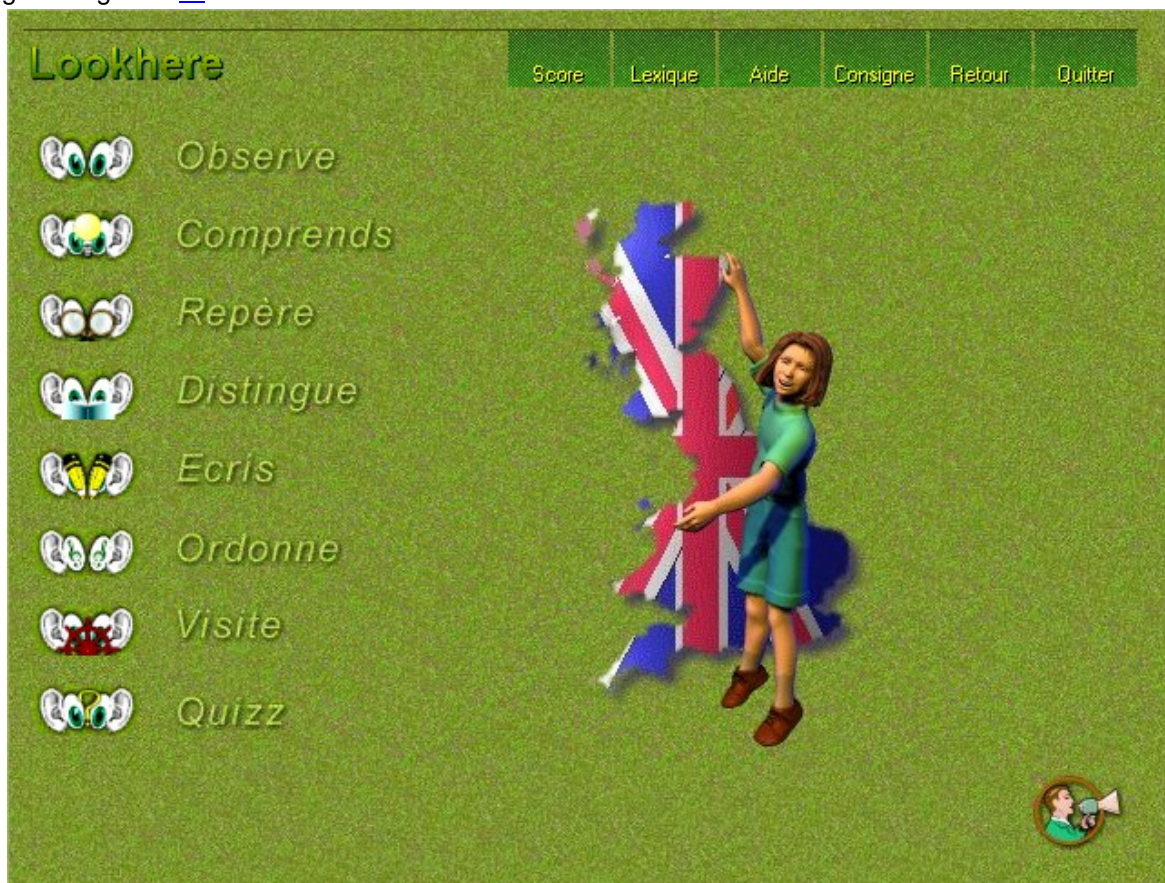 Lookhere
Score Lexique Aide Consigne Retour Quitter
Observe
Comprends
Repère
Distingue
Ecris
Ordonne
Visite
Quizz